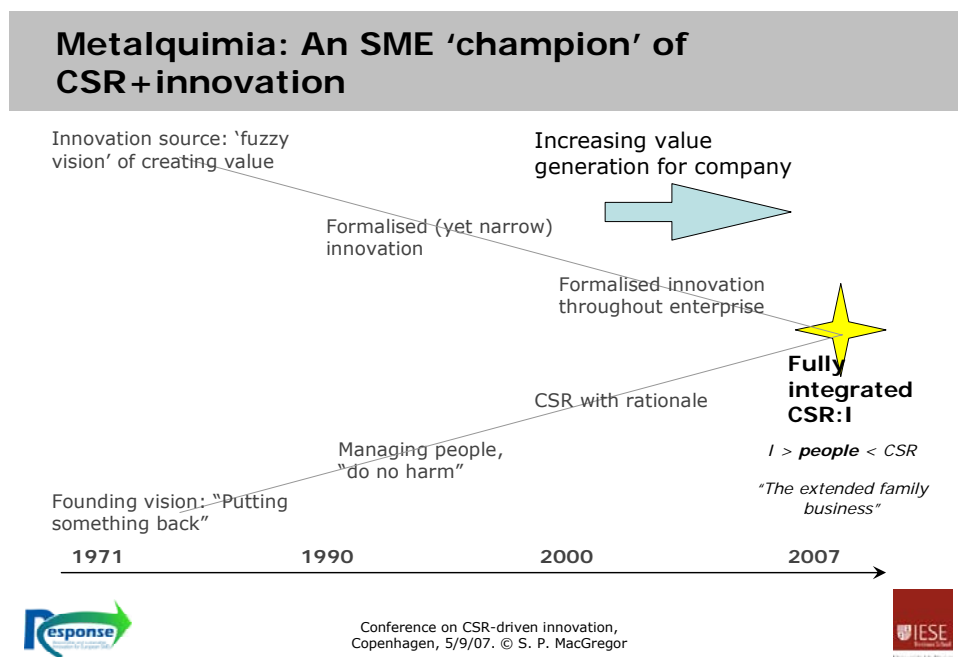 Metalquimia: An SME ‘champion’ of
CSR+innovation
Innovation source: ‘fuzzy
vision’ of creating value
Increasing value
generation for company
Formalised (yet narrow)
innovation
Formalised innovation
throughout enterprise
Fully
integrated
CSR:I
CSR with rationale
I > people < CSR
Managing people,
“do no harm”
“The extended family
business”
Founding vision: “Putting
something back”
1971 1990 2000 2007
Response
Conference on CSR-driven innovation,
Copenhagen, 5/9/07. © S. P. MacGregor
IESE